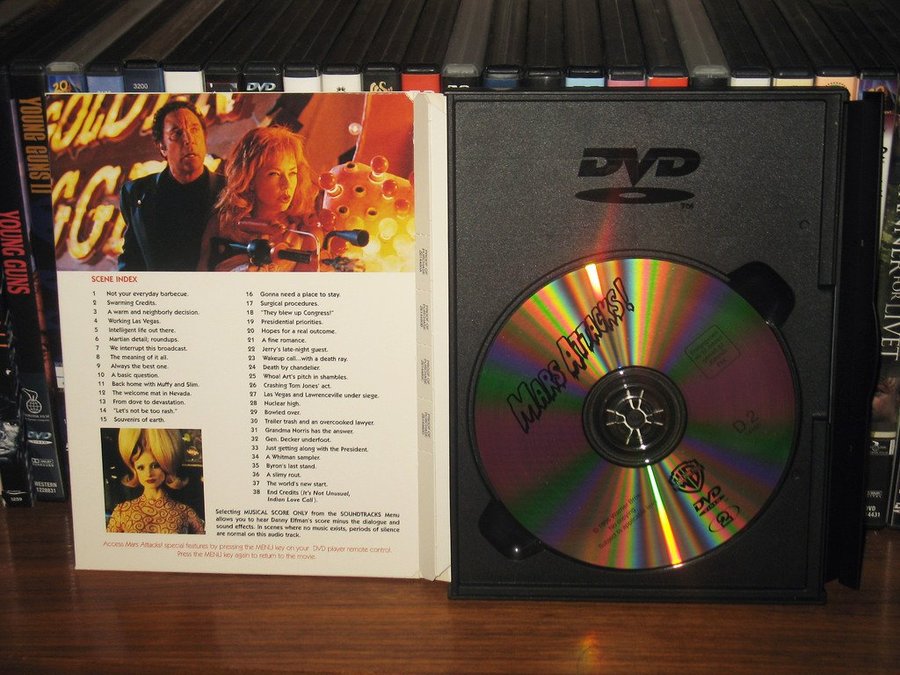 20
3200
DVD
YOUNG GUNS II
YOUNG GUNS
WESTERN
1228831
1259
GOLDEN
SCENE INDEX
1 Not your everyday barbecue.
2 Swarming Credits.
3 A warm and neighborly decision.
4 Working Las Vegas.
5 Intelligent life out there.
6 Martian detail; roundups.
7 We interrupt this broadcast.
8 The meaning of it all.
9 Always the best one.
10 A basic question.
11 Back home with Muffy and Slim.
12 The welcome mat in Nevada.
13 From dove to devastation.
14 "Let's not be too rash."
15 Souvenirs of earth.
16 Gonna need a place to stay.
17 Surgical procedures.
18 "They blew up Congress!"
19 Presidential priorities.
20 Hopes for a real outcome.
21 A fine romance.
22 Jerry's late-night guest.
23 Wakeup call...with a death ray.
24 Death by chandelier.
25 Whoa! Art's pitch in shambles.
26 Crashing Tom Jones' act.
27 Las Vegas and Lawrenceville under siege.
28 Nuclear high.
29 Bowled over.
30 Trailer trash and an overcooked lawyer.
31 Grandma Norris has the answer.
32 Gen. Decker underfoot.
33 Just getting along with the President.
34 A Whitman sampler.
35 Byron's last stand.
36 A slimy rout.
37 The world's new start.
38 End Credits (It's Not Unusual,
Indian Love Call).
Selecting MUSICAL SCORE ONLY from the SOUNDTRACKS Menu
allows you to hear Danny Elfman's score minus the dialogue and
sound effects. In scenes where no music exists, periods of silence
are normal on this audio track.
Access Mars Attacks! special features by pressing the MENU key on your DVD player remote control.
Press the MENU key again to return to the movie.
DVD
TM
MARS ATTACKS!
2
WB
DVD
VIDEO
2